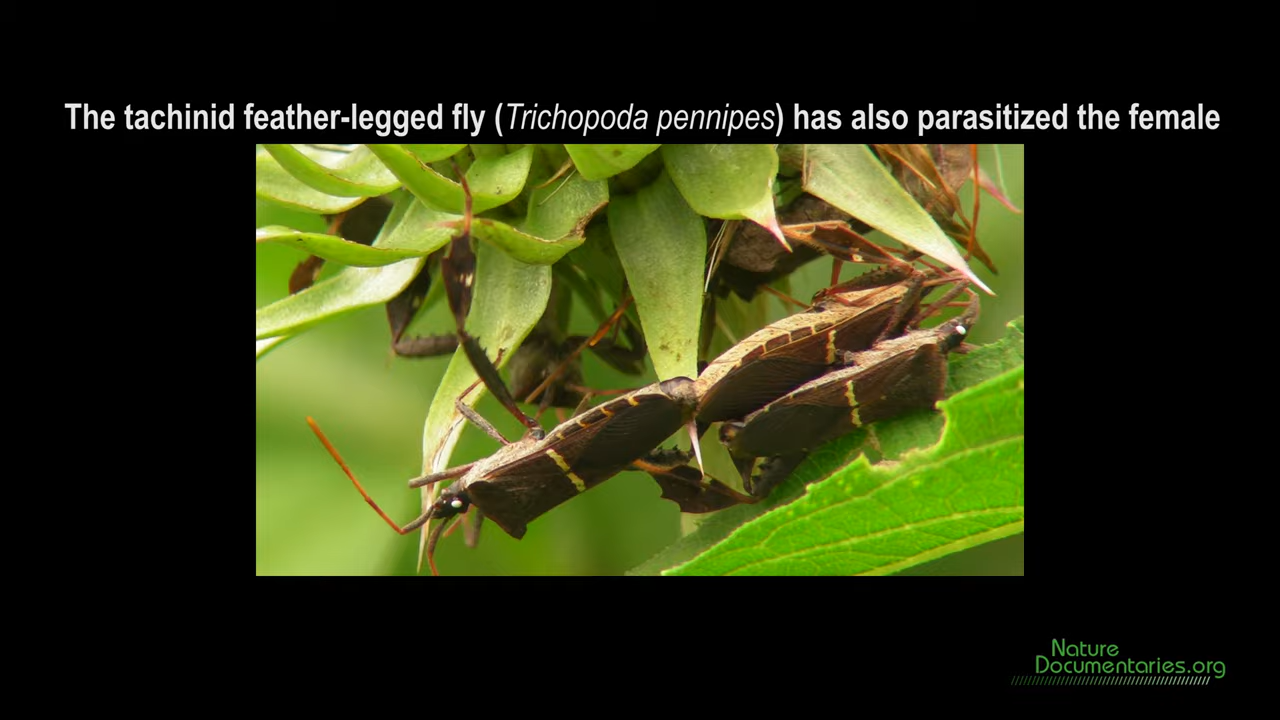 The tachinid feather-legged fly (Trichopoda pennipes) has also parasitized the female
Nature
Documentaries.org